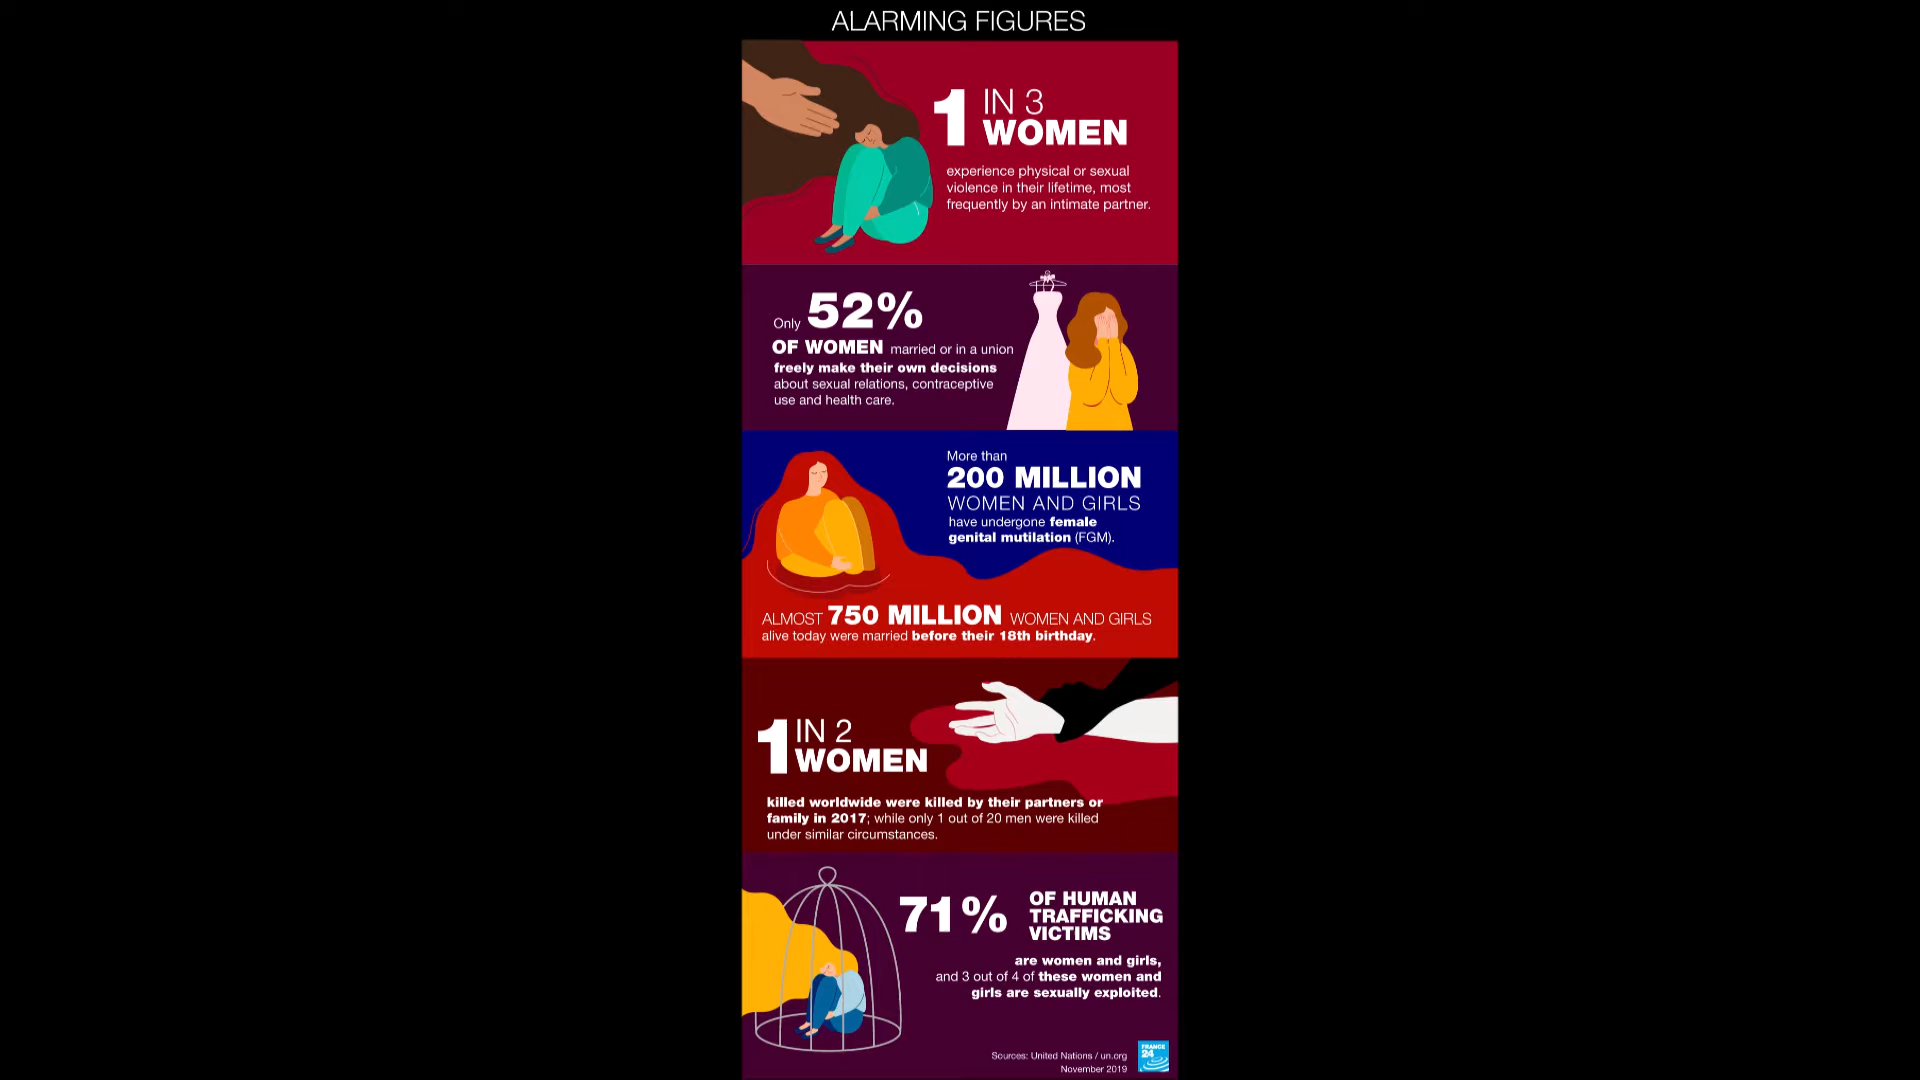 ALARMING FIGURES
1 IN 3
WOMEN
experience physical or sexual
violence in their lifetime, most
frequently by an intimate partner.
Only 52%
OF WOMEN married or in a union
freely make their own decisions
about sexual relations, contraceptive
use and health care.
More than
200 MILLION
WOMEN AND GIRLS
have undergone female
genital mutilation (FGM).
ALMOST 750 MILLION WOMEN AND GIRLS
alive today were married before their 18th birthday.
1 IN 2
WOMEN
killed worldwide were killed by their partners or
family in 2017; while only 1 out of 20 men were killed
under similar circumstances.
71% OF HUMAN
TRAFFICKING
VICTIMS
are women and girls,
and 3 out of 4 of these women and
girls are sexually exploited.
Sources: United Nations / un.org
November 2019
FRANCE
24